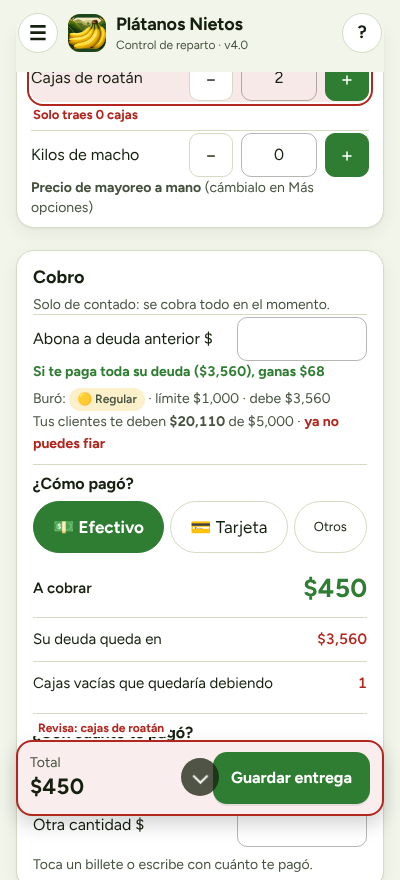 Plátanos Nietos
Control de reparto · v4.0
?
Cajas de roatán
−
2
+
Solo traes 0 cajas
Kilos de macho
−
0
+
Precio de mayoreo a mano (cámbialo en Más
opciones)
Cobro
Solo de contado: se cobra todo en el momento.
Abona a deuda anterior $
Si te paga toda su deuda ($3,560), ganas $68
Buró: 🟡 Regular · límite $1,000 · debe $3,560
Tus clientes te deben $20,110 de $5,000 · ya no
puedes fiar
¿Cómo pagó?
💵 Efectivo
💳 Tarjeta
Otros
A cobrar
$450
Su deuda queda en
$3,560
Cajas vacías que quedaría debiendo
1
¿Con cuánto te pagó?
Revisa: cajas de roatán
Total
$450
Guardar entrega
Otra cantidad $
Toca un billete o escribe con cuánto te pagó.